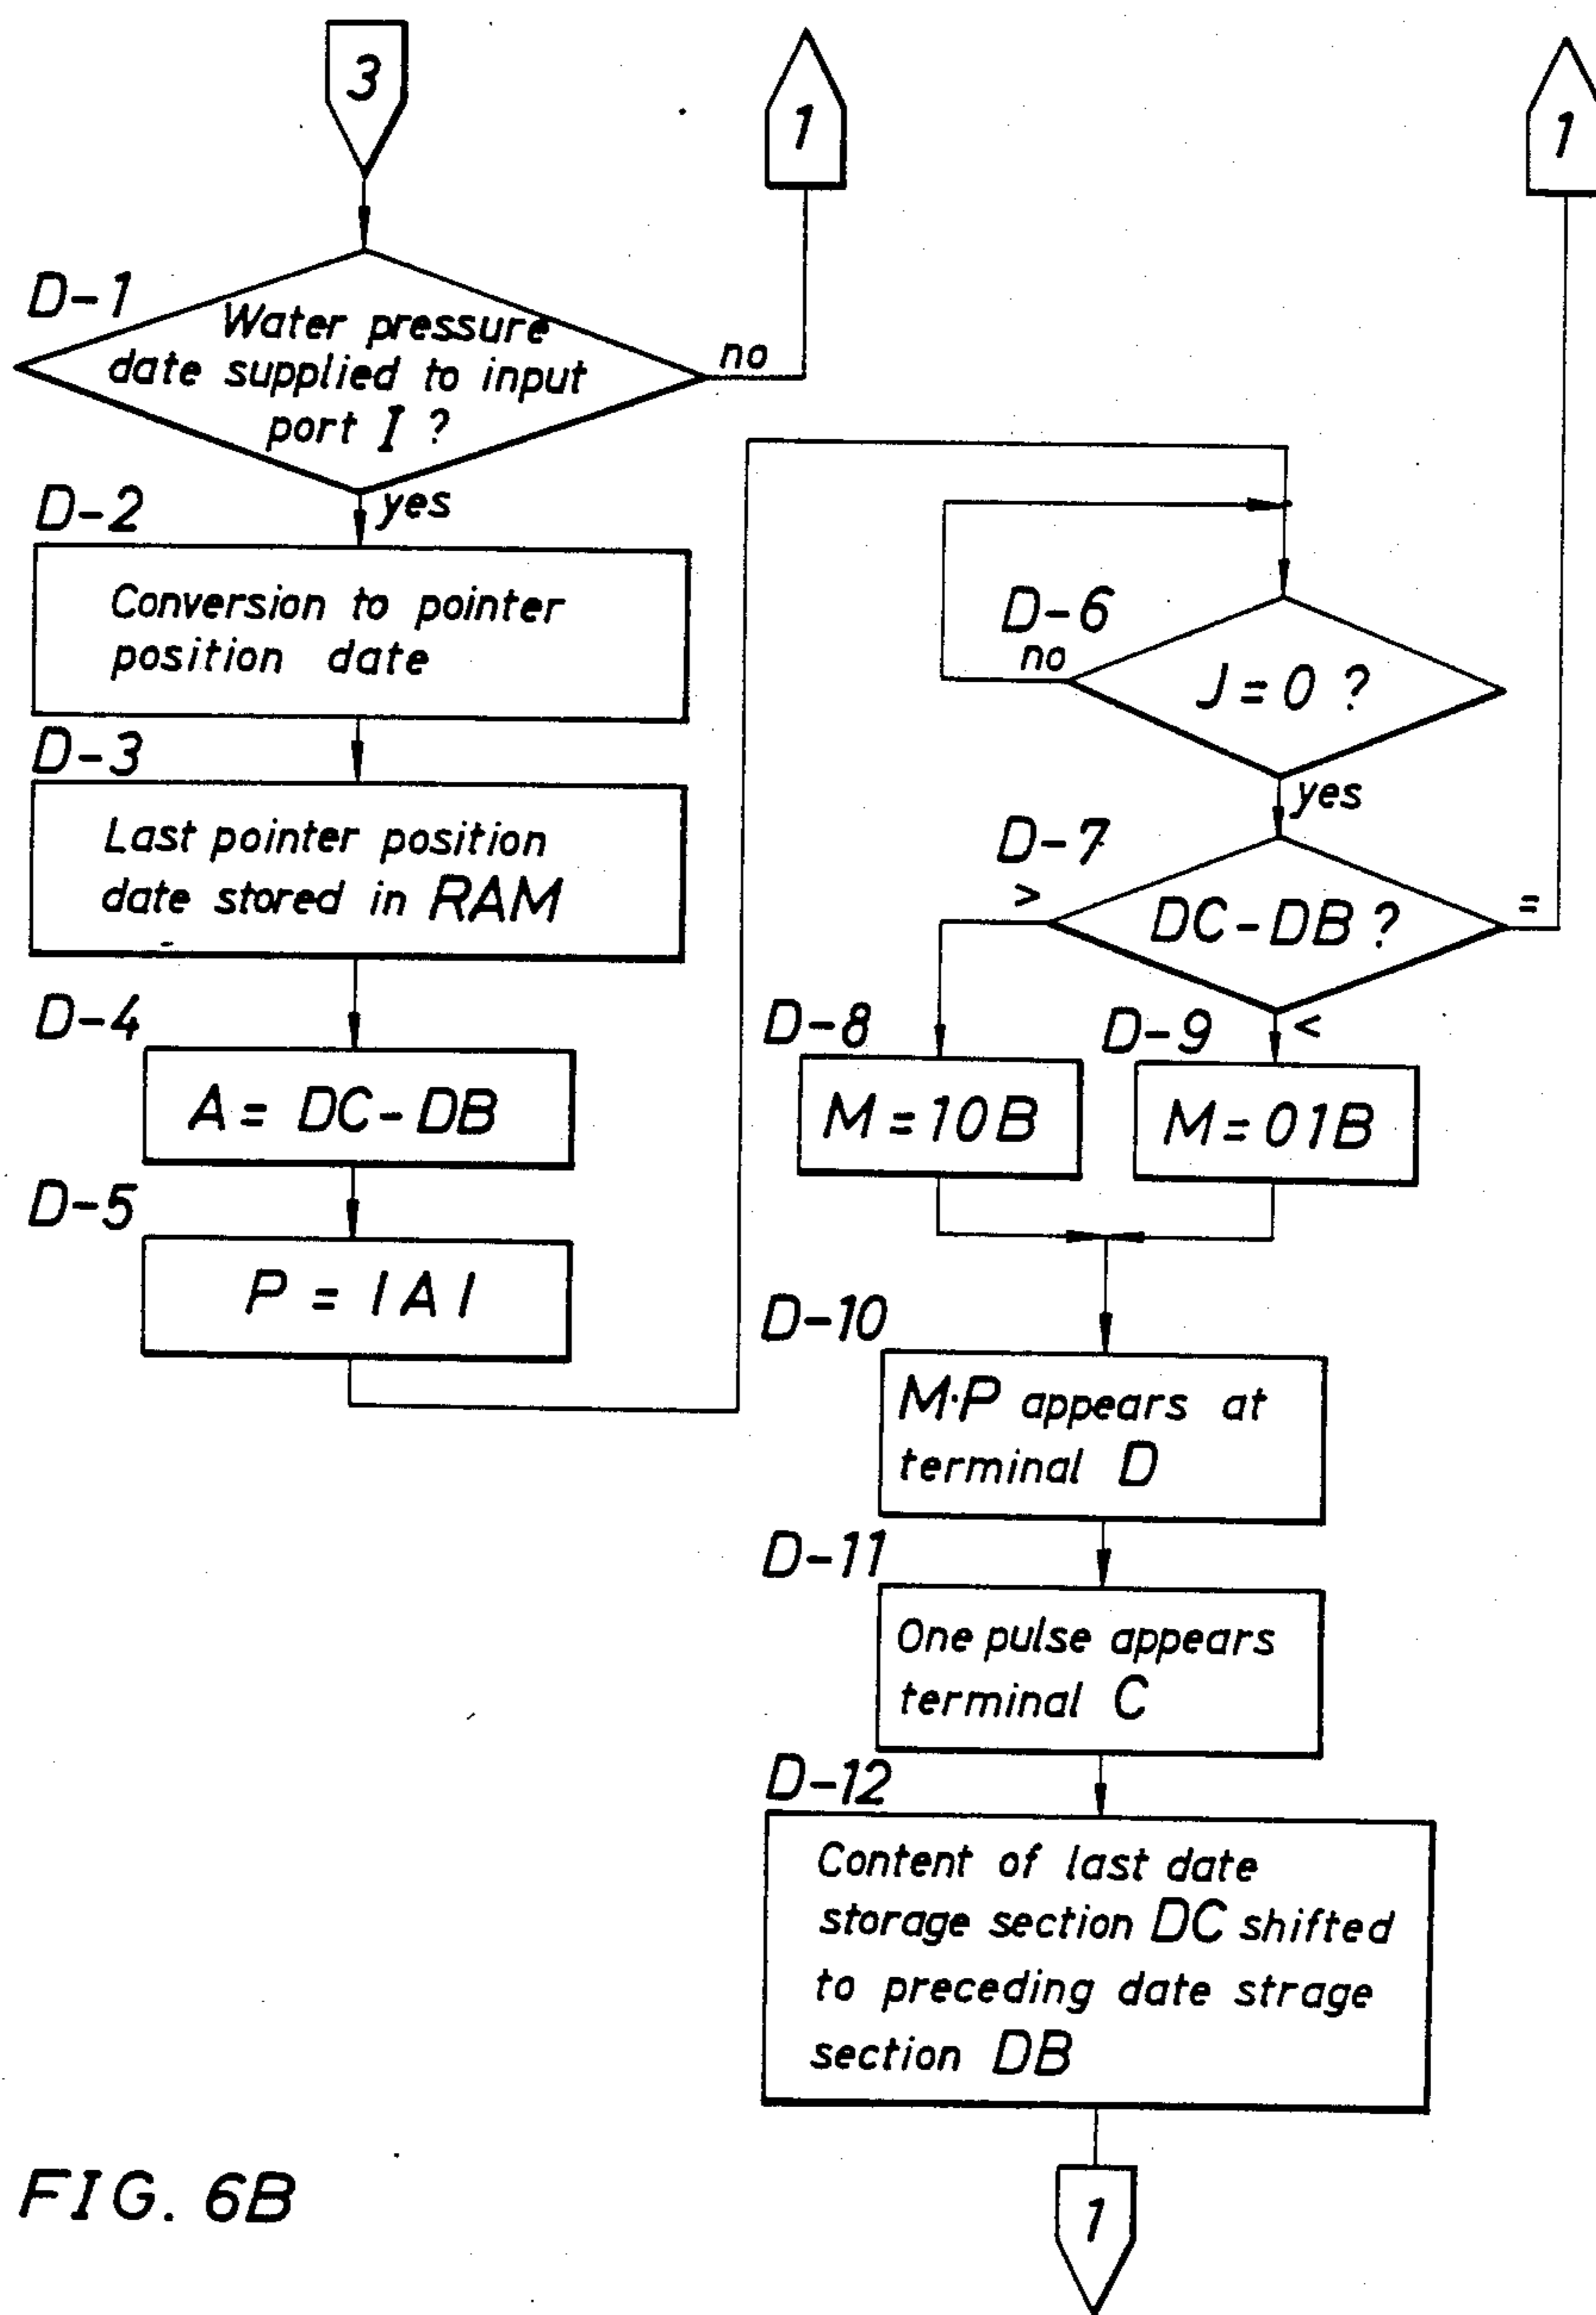 3
1
1
D-1
Water pressure
date supplied to input
port I ?
no
yes
D-2
Conversion to pointer
position date
D-3
Last pointer position
date stored in RAM
D-4
A = DC-DB
D-5
P = |A|
D-6
no
J=0 ?
yes
D-7
>
DC-DB ?
=
<
D-8
M=10B
D-9
M=01B
D-10
M·P appears at
terminal D
D-11
One pulse appears
terminal C
D-12
Content of last date
storage section DC shifted
to preceding date strage
section DB
1
FIG. 6B